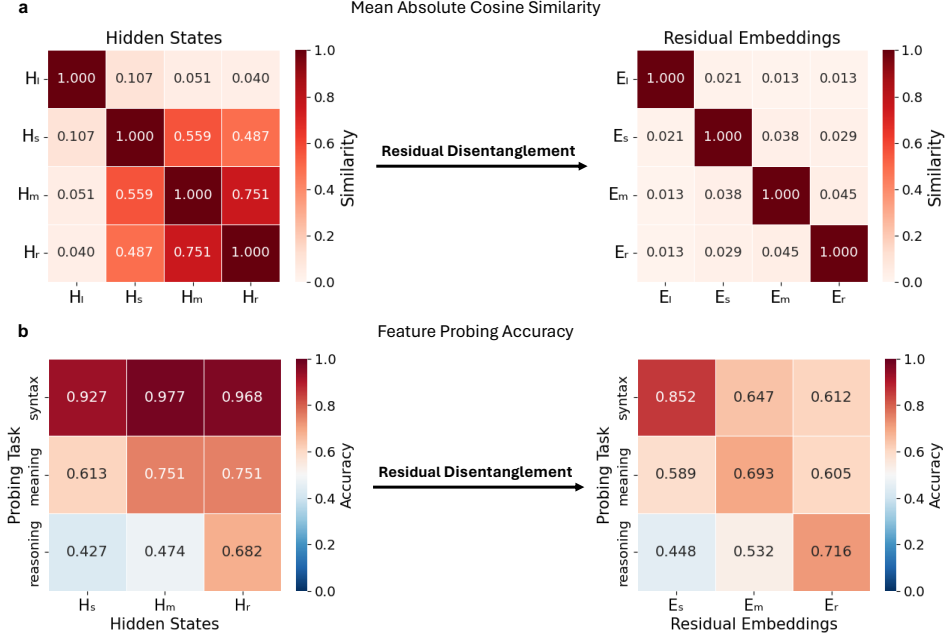 a
Mean Absolute Cosine Similarity
Hidden States
Hₗ
1.000 0.107 0.051 0.040
Hₛ
0.107 1.000 0.559 0.487
Hₘ
0.051 0.559 1.000 0.751
Hᵣ
0.040 0.487 0.751 1.000
Hₗ Hₛ Hₘ Hᵣ
1.0
0.8
0.6
0.4
0.2
0.0
Similarity
Residual Disentanglement
Residual Embeddings
Eₗ
1.000 0.021 0.013 0.013
Eₛ
0.021 1.000 0.038 0.029
Eₘ
0.013 0.038 1.000 0.045
Eᵣ
0.013 0.029 0.045 1.000
Eₗ Eₛ Eₘ Eᵣ
1.0
0.8
0.6
0.4
0.2
0.0
Similarity
b
Feature Probing Accuracy
Probing Task
syntax
0.927 0.977 0.968
meaning
0.613 0.751 0.751
reasoning
0.427 0.474 0.682
Hₛ Hₘ Hᵣ
Hidden States
1.0
0.8
0.6
0.4
0.2
0.0
Accuracy
Residual Disentanglement
Probing Task
syntax
0.852 0.647 0.612
meaning
0.589 0.693 0.605
reasoning
0.448 0.532 0.716
Eₛ Eₘ Eᵣ
Residual Embeddings
1.0
0.8
0.6
0.4
0.2
0.0
Accuracy